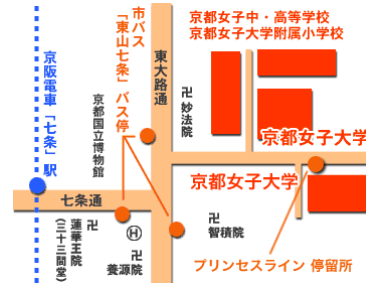 市バス
「東山七条」バス停
京阪電車「七条」駅
京都国立博物館
東大路通
卍妙法院
京都女子中・高等学校
京都女子大学附属小学校
京都女子大学
京都女子大学
七条通
卍
蓮華王院
(三十三間堂)
H
卍
養源院
卍
智積院
プリンセスライン 停留所